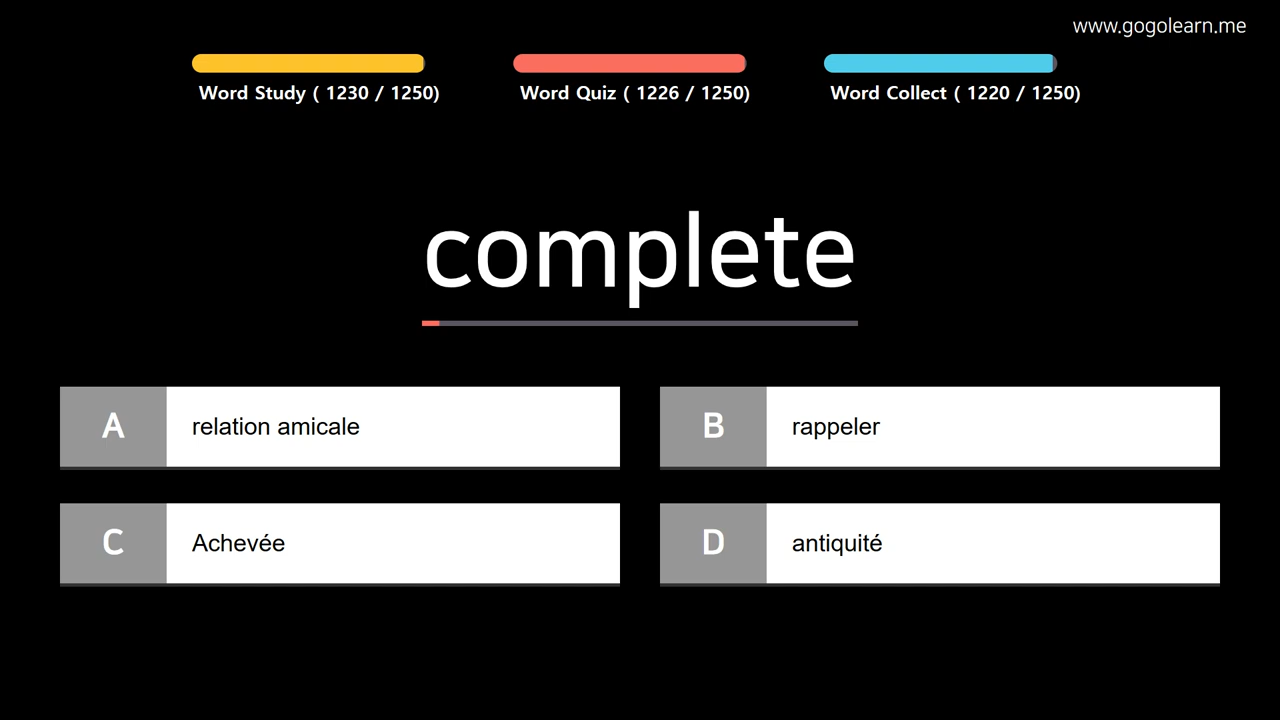 www.gogolearn.me
Word Study ( 1230 / 1250)
Word Quiz ( 1226 / 1250)
Word Collect ( 1220 / 1250)
complete
A relation amicale
B rappeler
C Achevée
D antiquité